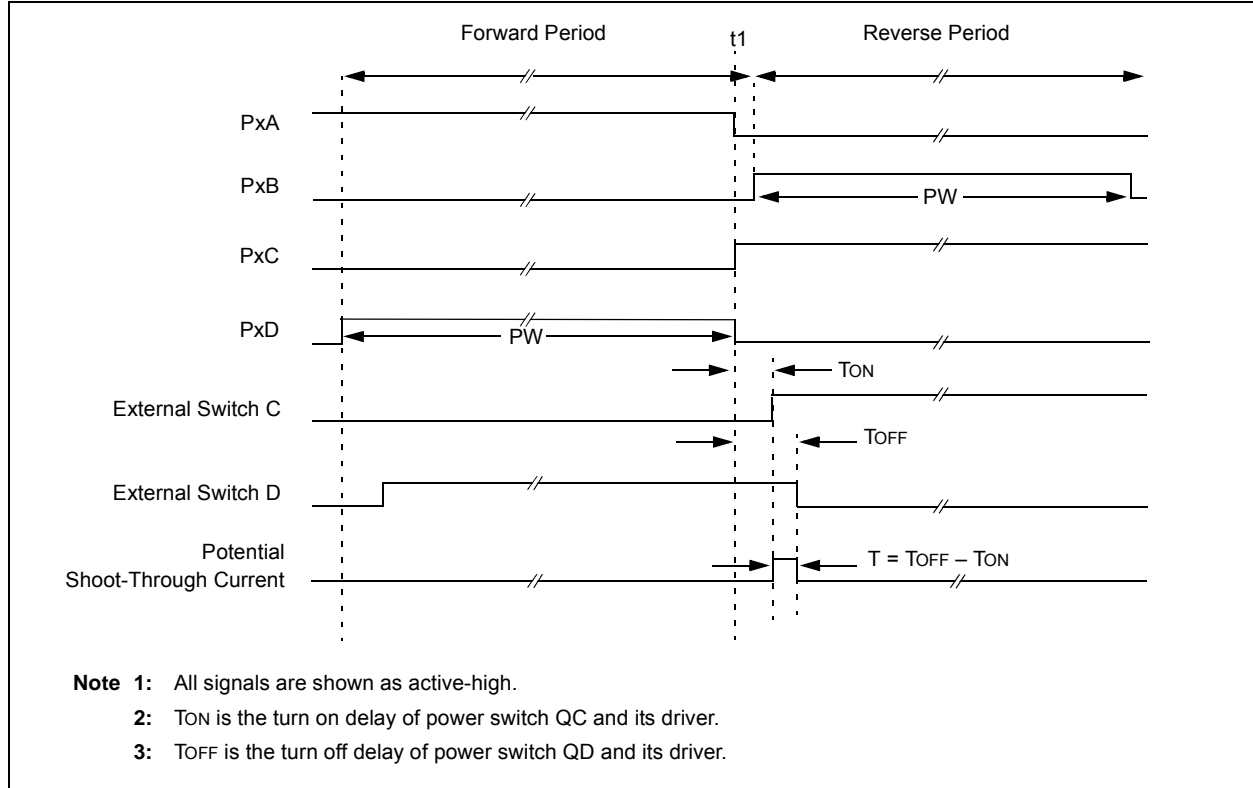 Forward Period
t1
Reverse Period
PxA
PxB
PW
PxC
PxD
PW
TON
External Switch C
TOFF
External Switch D
Potential
Shoot-Through Current
T = TOFF – TON
Note 1: All signals are shown as active-high.
2: TON is the turn on delay of power switch QC and its driver.
3: TOFF is the turn off delay of power switch QD and its driver.